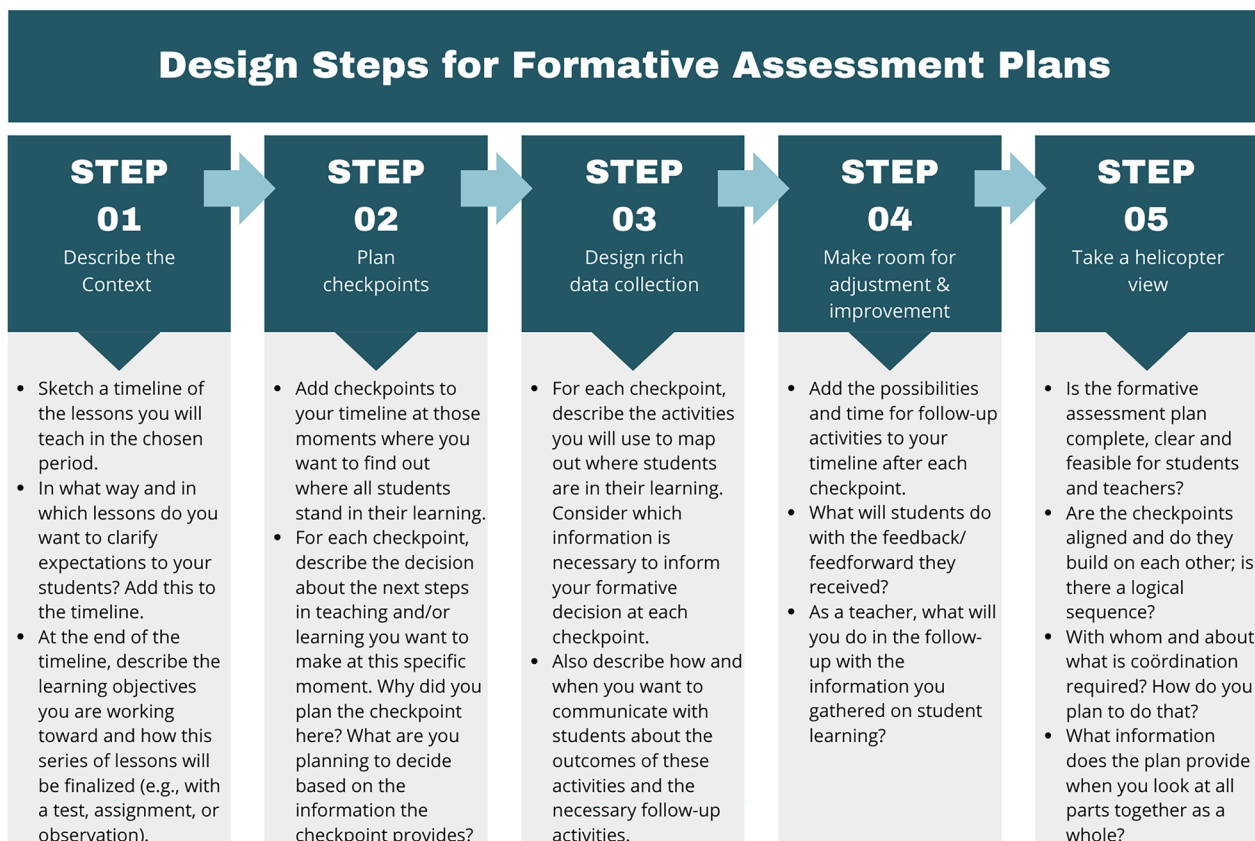 Design Steps for Formative Assessment Plans
STEP
01
Describe the
Context
• Sketch a timeline of
the lessons you will
teach in the chosen
period.
• In what way and in
which lessons do you
want to clarify
expectations to your
students? Add this to
the timeline.
• At the end of the
timeline, describe the
learning objectives
you are working
toward and how this
series of lessons will
be finalized (e.g., with
a test, assignment, or
observation).
STEP
02
Plan
checkpoints
• Add checkpoints to
your timeline at those
moments where you
want to find out
where all students
stand in their learning.
• For each checkpoint,
describe the decision
about the next steps
in teaching and/or
learning you want to
make at this specific
moment. Why did you
plan the checkpoint
here? What are you
planning to decide
based on the
information the
checkpoint provides?
STEP
03
Design rich
data collection
• For each checkpoint,
describe the activities
you will use to map
out where students
are in their learning.
Consider which
information is
necessary to inform
your formative
decision at each
checkpoint.
• Also describe how and
when you want to
communicate with
students about the
outcomes of these
activities and the
necessary follow-up
activities.
STEP
04
Make room for
adjustment &
improvement
• Add the possibilities
and time for follow-up
activities to your
timeline after each
checkpoint.
• What will students do
with the feedback/
feedforward they
received?
• As a teacher, what will
you do in the follow-
up with the
information you
gathered on student
learning?
STEP
05
Take a helicopter
view
• Is the formative
assessment plan
complete, clear and
feasible for students
and teachers?
• Are the checkpoints
aligned and do they
build on each other; is
there a logical
sequence?
• With whom and about
what is coördination
required? How do you
plan to do that?
• What information
does the plan provide
when you look at all
parts together as a
whole?